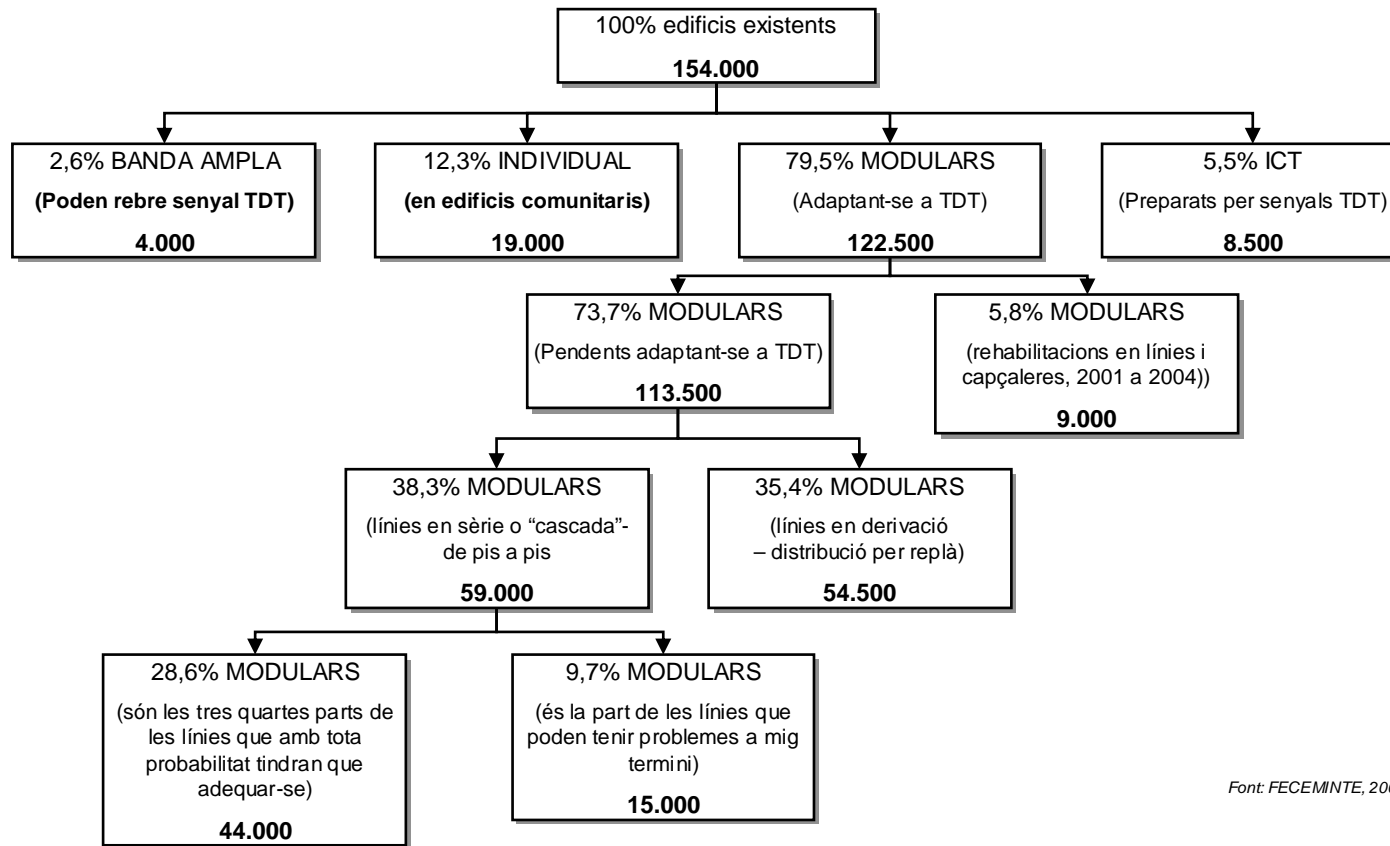 100% edificis existents
154.000
2,6% BANDA AMPLA
(Poden rebre senyal TDT)
4.000
12,3% INDIVIDUAL
(en edificis comunitaris)
19.000
79,5% MODULARS
(Adaptant-se a TDT)
122.500
5,5% ICT
(Preparats per senyals TDT)
8.500
73,7% MODULARS
(Pendents adaptant-se a TDT)
113.500
5,8% MODULARS
(rehabilitacions en línies i
capçaleres, 2001 a 2004))
9.000
38,3% MODULARS
(línies en sèrie o “cascada”-
de pis a pis
59.000
35,4% MODULARS
(línies en derivació
– distribució per replà)
54.500
28,6% MODULARS
(són les tres quartes parts de
les línies que amb tota
probabilitat tindran que
adequar-se)
44.000
9,7% MODULARS
(és la part de les línies que
poden tenir problemes a mig
termini)
15.000
Font: FECEMINTE,